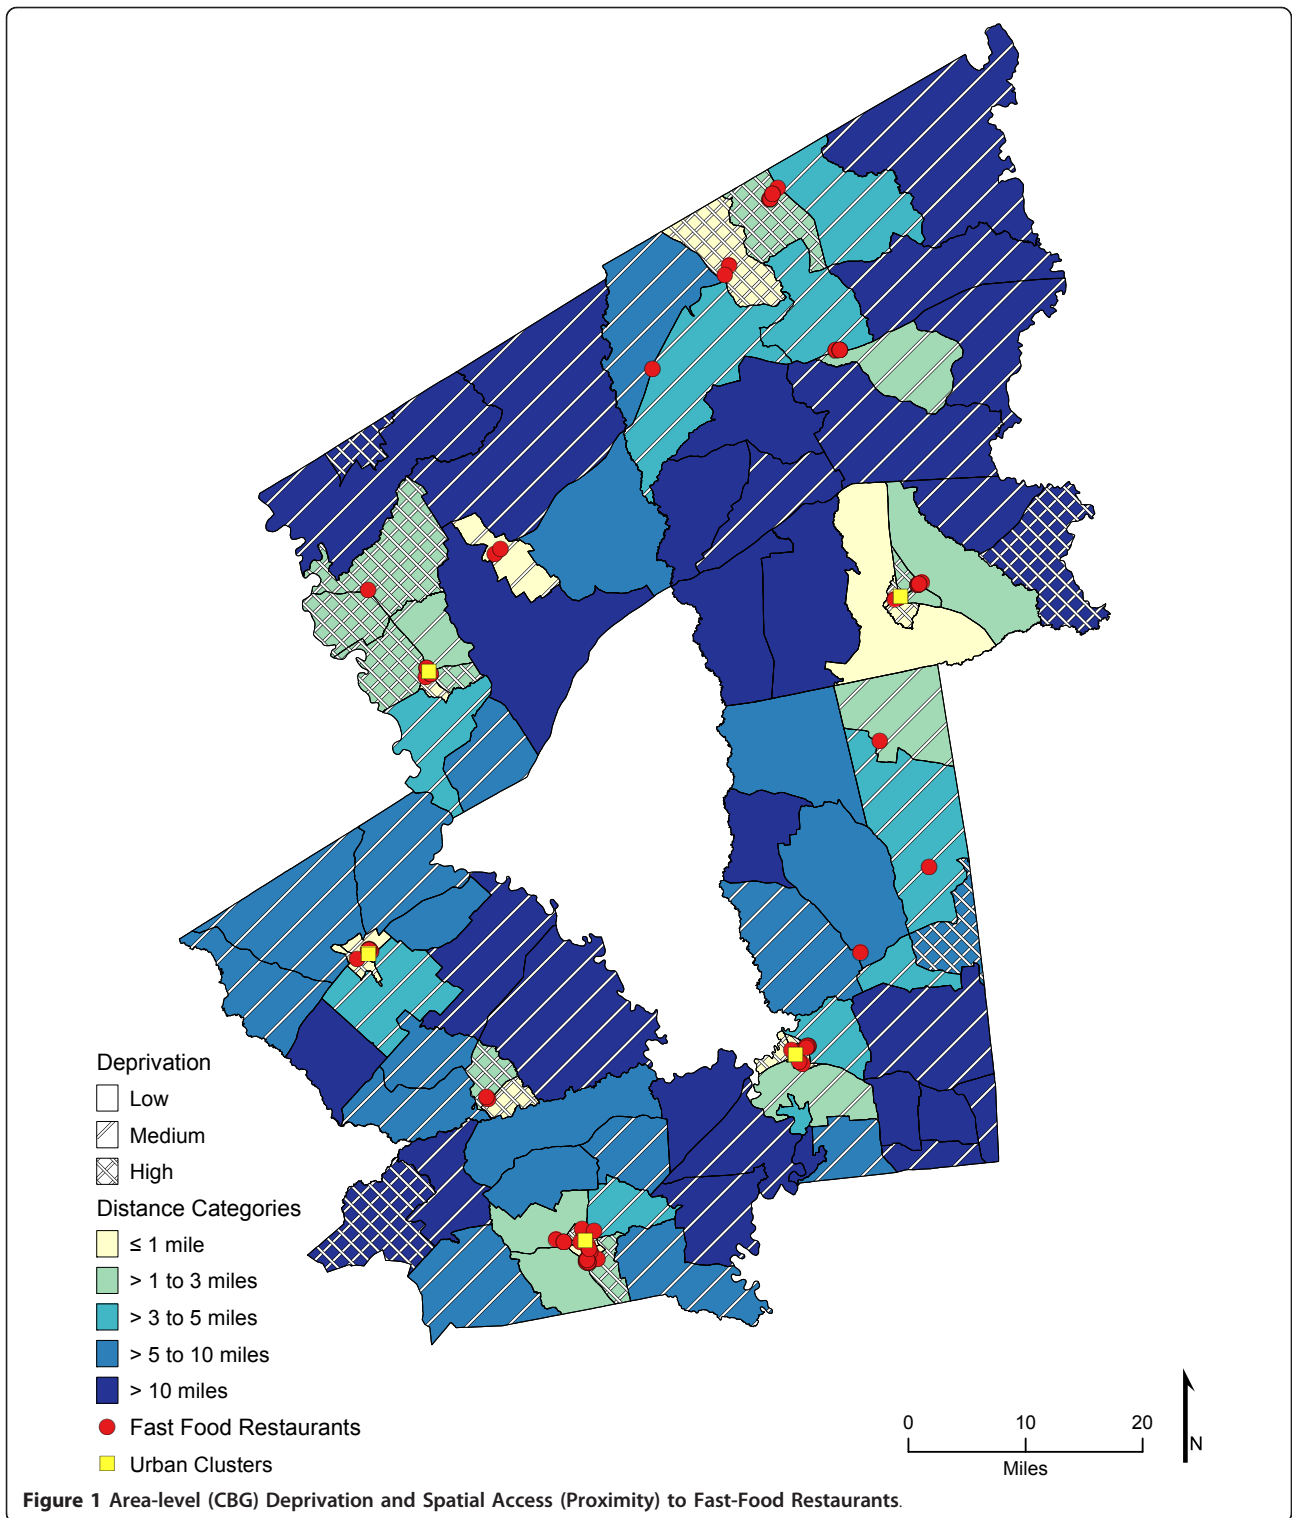 Deprivation
Low
Medium
High
Distance Categories
≤ 1 mile
> 1 to 3 miles
> 3 to 5 miles
> 5 to 10 miles
> 10 miles
Fast Food Restaurants
Urban Clusters
0 10 20
Miles
N
Figure 1 Area-level (CBG) Deprivation and Spatial Access (Proximity) to Fast-Food Restaurants.